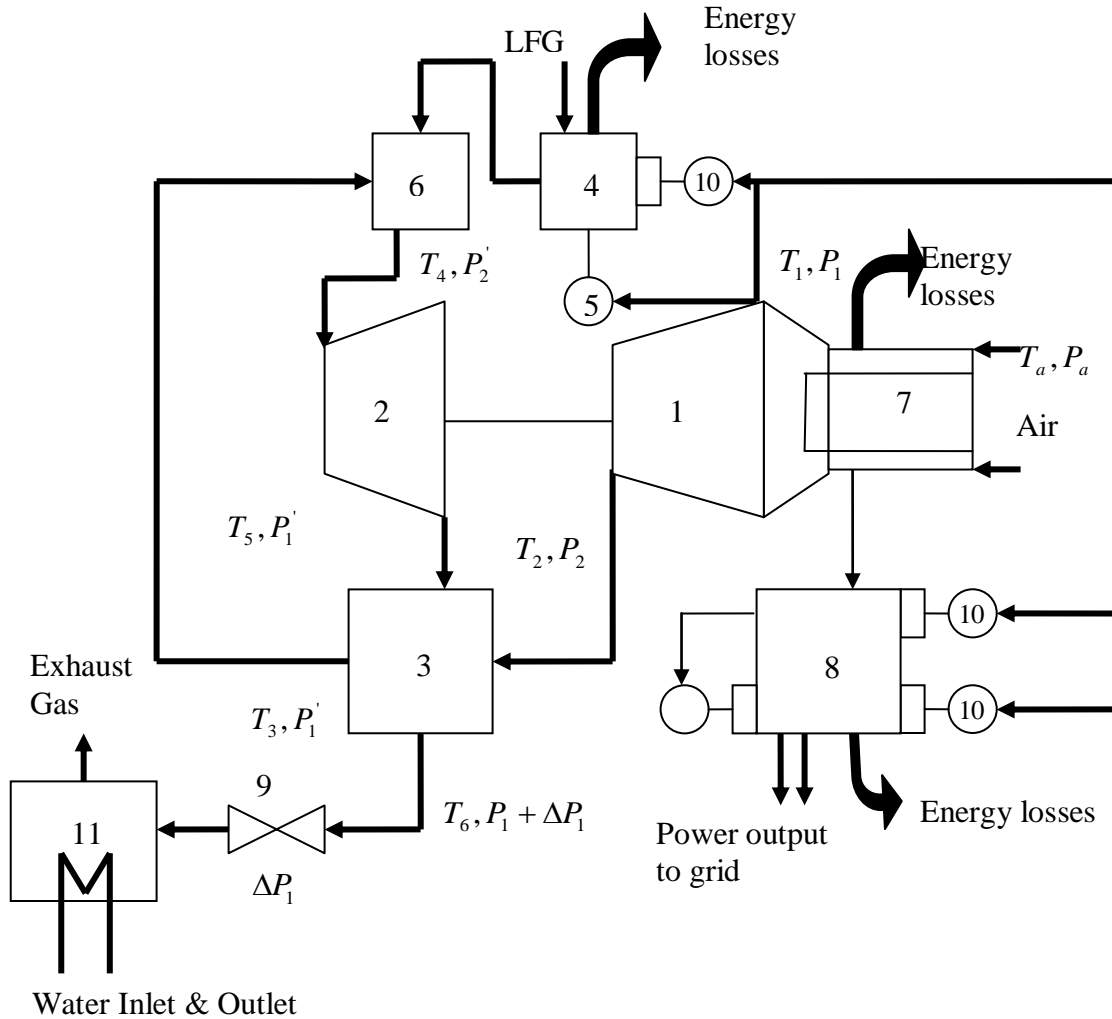 Energy
losses
LFG
6
4
10
T₄, P₂'
T₁, P₁
Energy
losses
5
Tₐ, Pₐ
2
1
7
Air
T₅, P₁'
T₂, P₂
10
3
8
Exhaust
Gas
T₃, P₁'
10
9
T₆, P₁ + ΔP₁
Energy losses
11
Power output
to grid
ΔP₁
Water Inlet & Outlet